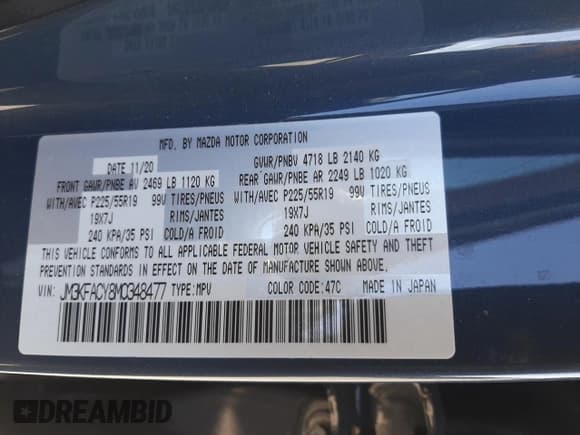 MFD. BY MAZDA MOTOR CORPORATION
DATE 11/20 GVWR/PNBV 4718 LB 2140 KG
FRONT GAWR/PNBE AV 2469 LB 1120 KG REAR GAWR/PNBE AR 2249 LB 1020 KG
WITH/AVEC P225/55R19 99V TIRES/PNEUS WITH/AVEC P225/55R19 99V TIRES/PNEUS
19X7J RIMS/JANTES 19X7J RIMS/JANTES
240 KPA/35 PSI COLD/A FROID 240 KPA/35 PSI COLD/A FROID
THIS VEHICLE CONFORMS TO ALL APPLICABLE FEDERAL MOTOR VEHICLE SAFETY AND THEFT
PREVENTION STANDARDS IN EFFECT ON THE DATE OF MANUFACTURE SHOWN ABOVE.
VIN: JM3KFACY8M0348477 TYPE:MPV COLOR CODE:47C MADE IN JAPAN
DREAMBID